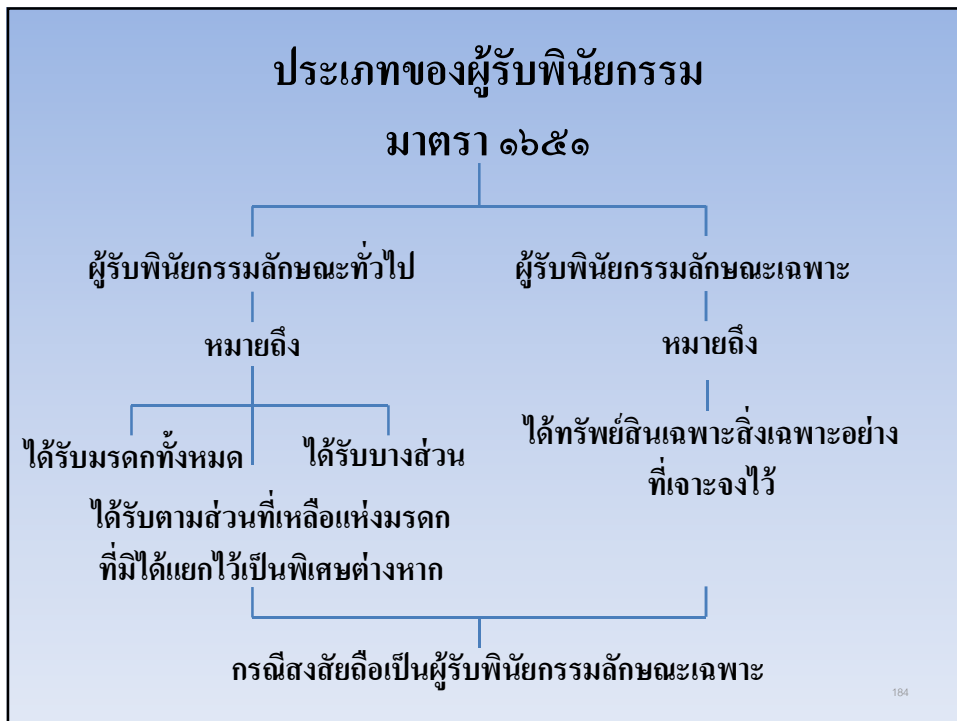 ประเภทของผู้รับพินัยกรรม
มาตรา ๑๖๕๑
ผู้รับพินัยกรรมลักษณะทั่วไป
ผู้รับพินัยกรรมลักษณะเฉพาะ
หมายถึง
หมายถึง
ได้รับมรดกทั้งหมด
ได้รับบางส่วน
ได้รับตามส่วนที่เหลือแห่งมรดก
ที่มิได้แยกไว้เป็นพิเศษต่างหาก
ได้ทรัพย์สินเฉพาะสิ่งเฉพาะอย่าง
ที่เจาะจงไว้
กรณีสงสัยถือเป็นผู้รับพินัยกรรมลักษณะเฉพาะ
184